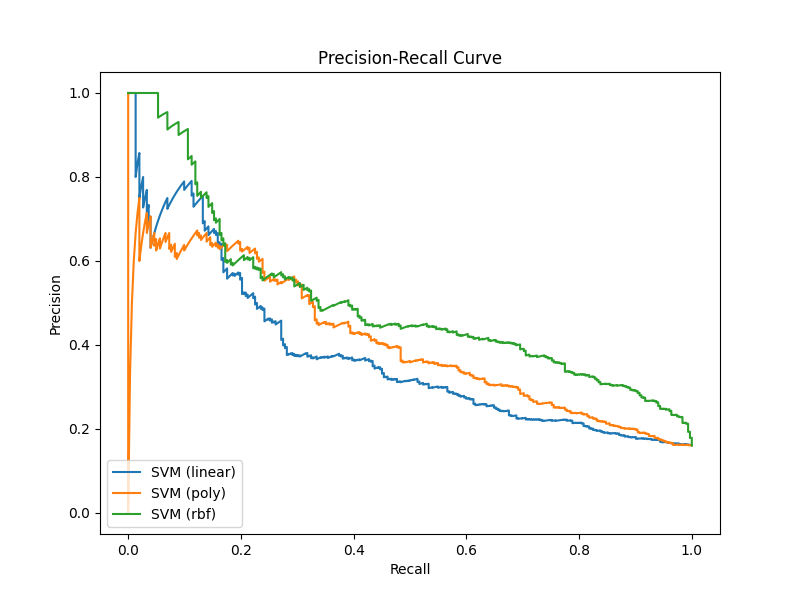 Precision-Recall Curve
Precision
1.0
0.8
0.6
0.4
0.2
0.0
SVM (linear)
SVM (poly)
SVM (rbf)
0.0 0.2 0.4 0.6 0.8 1.0
Recall